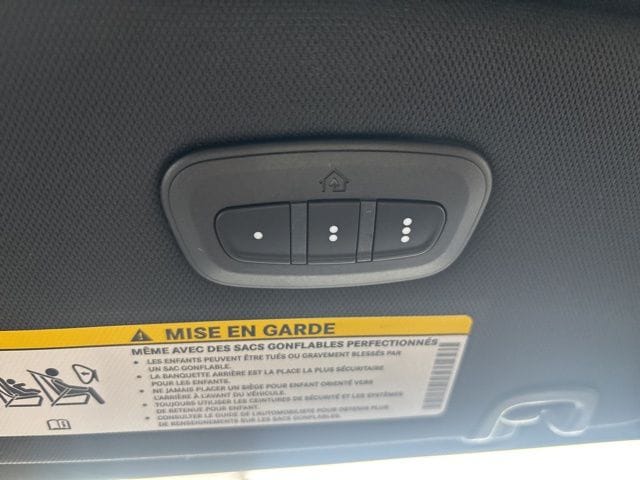 MISE EN GARDE
MÊME AVEC DES SACS GONFLABLES PERFECTIONNÉS
• LES ENFANTS PEUVENT ÊTRE TUÉS OU GRAVEMENT BLESSÉS PAR
UN SAC GONFLABLE.
• LA BANQUETTE ARRIÈRE EST LA PLACE LA PLUS SÉCURITAIRE
POUR LES ENFANTS.
• NE JAMAIS PLACER UN SIÈGE POUR ENFANT ORIENTÉ VERS
L'ARRIÈRE À L'AVANT DU VÉHICULE.
• TOUJOURS UTILISER LES CEINTURES DE SÉCURITÉ ET LES SYSTÈMES
DE RETENUE POUR ENFANT.
• CONSULTER LE GUIDE DE L'AUTOMOBILISTE POUR OBTENIR PLUS
DE RENSEIGNEMENTS SUR LES SACS GONFLABLES.